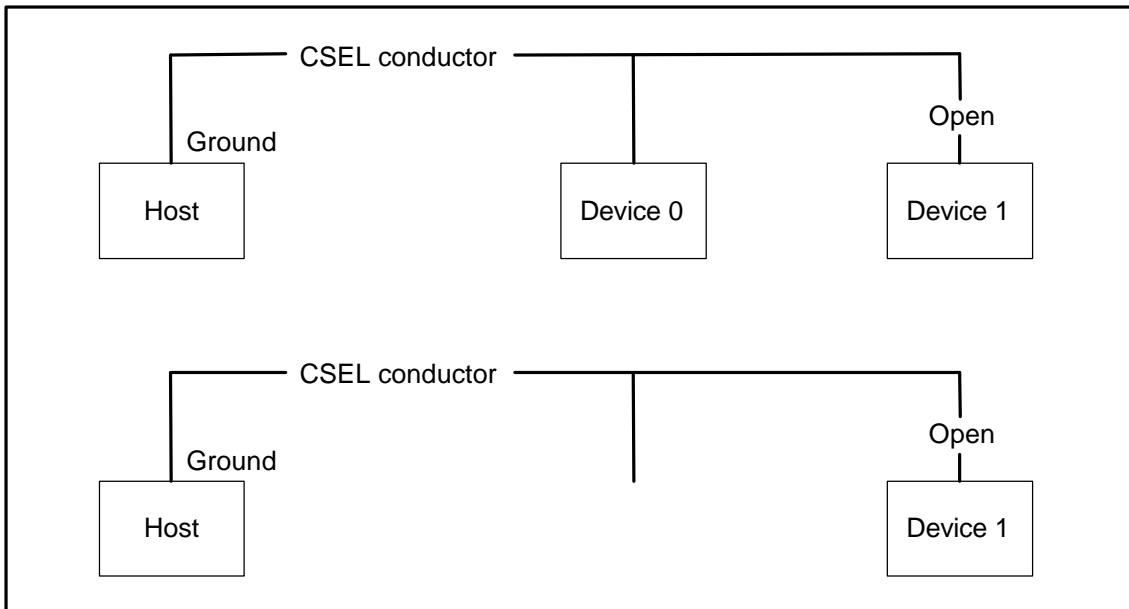 CSEL conductor
Open
Ground
Host
Device 0
Device 1
CSEL conductor
Open
Ground
Host
Device 1